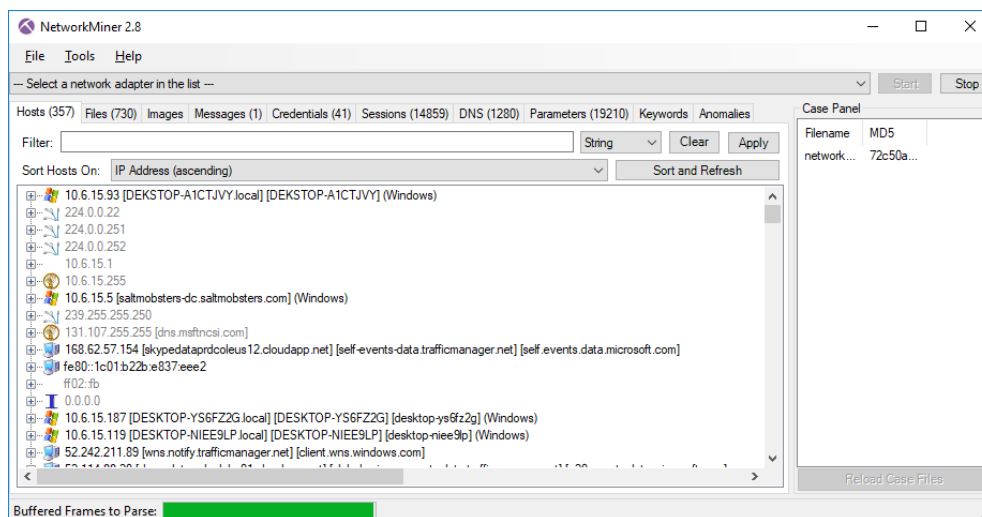 NetworkMiner 2.8
File Tools Help
--- Select a network adapter in the list ---
Start
Stop
Hosts (357) Files (730) Images Messages (1) Credentials (41) Sessions (14859) DNS (1280) Parameters (19210) Keywords Anomalies
Filter:
String
Clear
Apply
Sort Hosts On:
IP Address (ascending)
Sort and Refresh
10.6.15.93 [DEKSTOP-A1CTJVY.local] [DEKSTOP-A1CTJVY] (Windows)
224.0.0.22
224.0.0.251
224.0.0.252
10.6.15.1
10.6.15.255
10.6.15.5 [saltmobsters-dc.saltmobsters.com] (Windows)
239.255.255.250
131.107.255.255 [dns.msftncsi.com]
168.62.57.154 [skypedataprdcoleus12.cloudapp.net] [self-events-data.trafficmanager.net] [self.events.data.microsoft.com]
fe80::1c01:b22b:e837:eee2
ff02::fb
0.0.0.0
10.6.15.187 [DESKTOP-YS6FZ2G.local] [DESKTOP-YS6FZ2G] [desktop-ys6fz2g] (Windows)
10.6.15.119 [DESKTOP-NIEE9LP.local] [DESKTOP-NIEE9LP] [desktop-niee9lp] (Windows)
52.242.211.89 [wns.notify.trafficmanager.net] [client.wns.windows.com]
Case Panel
Filename MD5
network... 72c50a...
Reload Case Files
Buffered Frames to Parse: